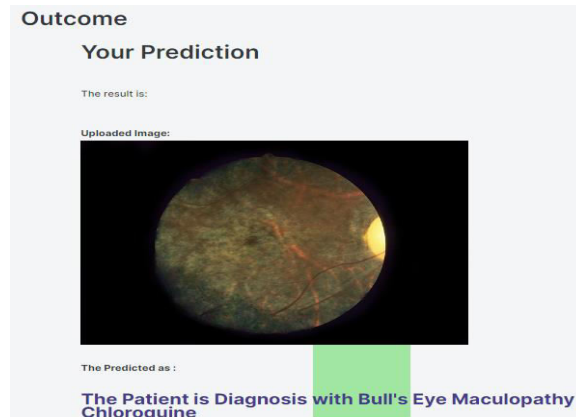 Outcome
Your Prediction
The result is:
Uploaded Image:
The Predicted as :
The Patient is Diagnosis with Bull's Eye Maculopathy
Chloroquine